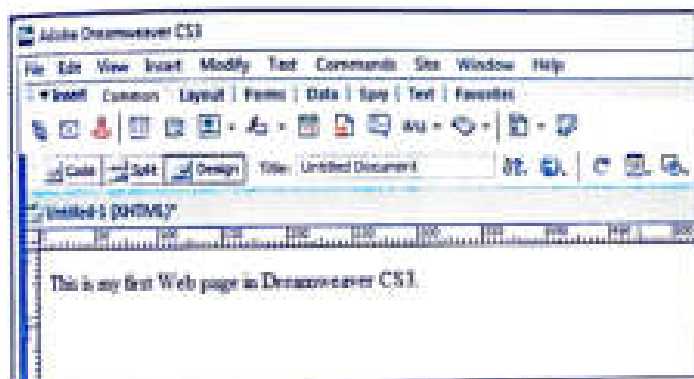 Adobe Dreamweaver CS3
File Edit View Insert Modify Text Commands Site Window Help
Insert Common Layout Forms Data Spry Text Favorites
Code Split Design Title: Untitled Document
Untitled-1 (XHTML)*
This is my first Web page in Dreamweaver CS3.